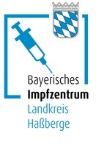 Bayerisches
Impfzentrum
Landkreis
Haßberge